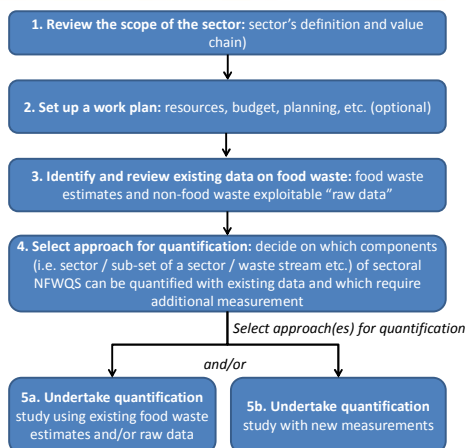 1. Review the scope of the sector: sector's definition and value
chain)
2. Set up a work plan: resources, budget, planning, etc. (optional)
3. Identify and review existing data on food waste: food waste
estimates and non-food waste exploitable “raw data”
4. Select approach for quantification: decide on which components
(i.e. sector / sub-set of a sector / waste stream etc.) of sectoral
NFWQS can be quantified with existing data and which require
additional measurement
Select approach(es) for quantification
and/or
5a. Undertake quantification
study using existing food waste
estimates and/or raw data
5b. Undertake quantification
study with new measurements